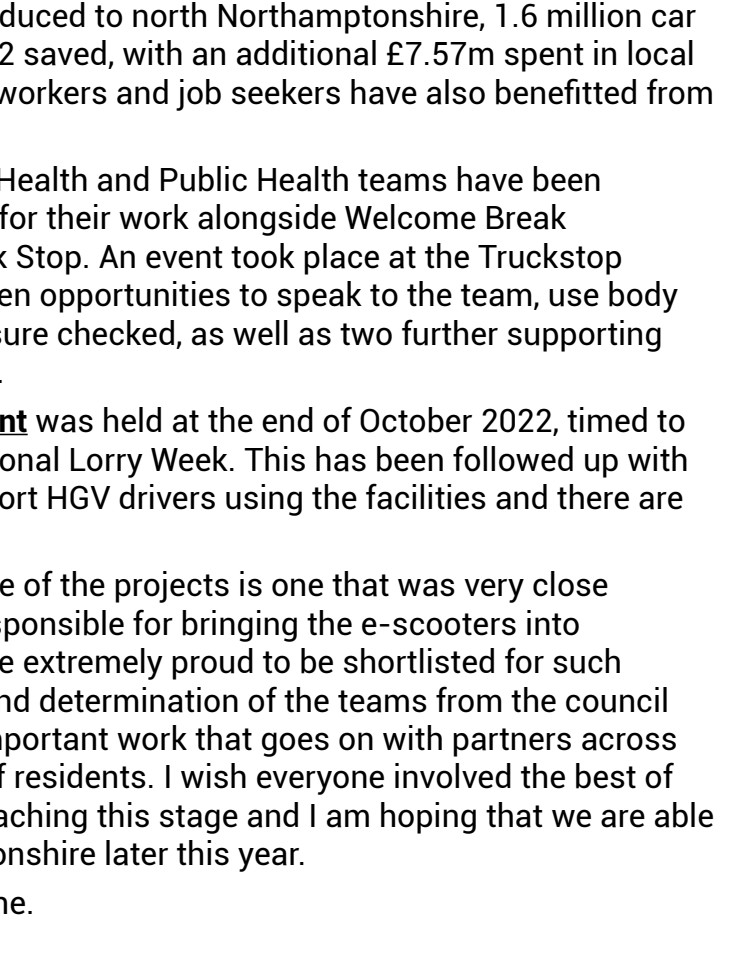 duced to north Northamptonshire, 1.6 million car
2 saved, with an additional £7.57m spent in local
workers and job seekers have also benefitted from
Health and Public Health teams have been
for their work alongside Welcome Break
k Stop. An event took place at the Truckstop
en opportunities to speak to the team, use body
sure checked, as well as two further supporting
.
nt was held at the end of October 2022, timed to
onal Lorry Week. This has been followed up with
ort HGV drivers using the facilities and there are
e of the projects is one that was very close
sponsible for bringing the e-scooters into
e extremely proud to be shortlisted for such
nd determination of the teams from the council
mportant work that goes on with partners across
f residents. I wish everyone involved the best of
aching this stage and I am hoping that we are able
onshire later this year.
ne.